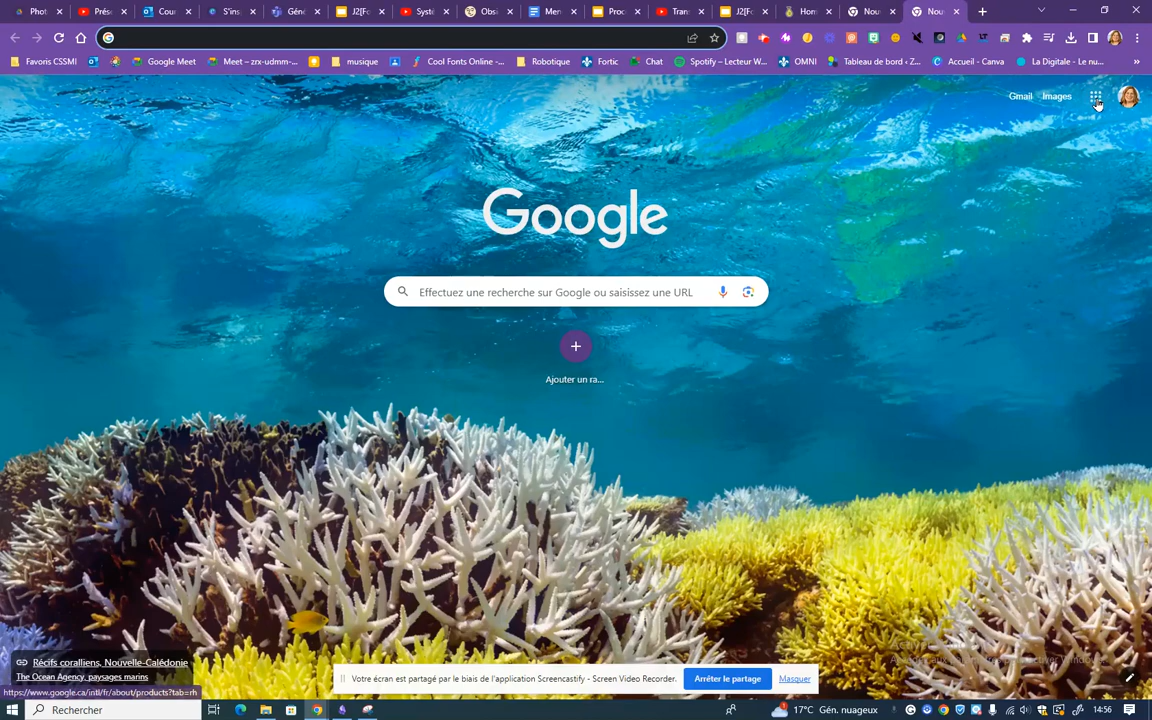 Phot
Prése
Cou
S'ins
Géné
J2[Fo
Systè
Obsi
Men
Proc
Tran
J2[Fo
Hom
Nou
Nou
Favoris CSSMI
Google Meet
Meet – zrx-udmm-...
musique
Cool Fonts Online -...
Robotique
Fortic
Chat
Spotify – Lecteur W...
OMNI
Tableau de bord ‹ Z...
Accueil - Canva
La Digitale - Le nu...
»
Gmail
Images
Google
Effectuez une recherche sur Google ou saisissez une URL
Ajouter un ra...
Récifs coralliens, Nouvelle-Calédonie
The Ocean Agency, paysages marins
https://www.google.ca/intl/fr/about/products?tab=rh
Votre écran est partagé par le biais de l'application Screencastify - Screen Video Recorder.
Arrêter le partage
Masquer
Rechercher
17°C Gén. nuageux
14:56